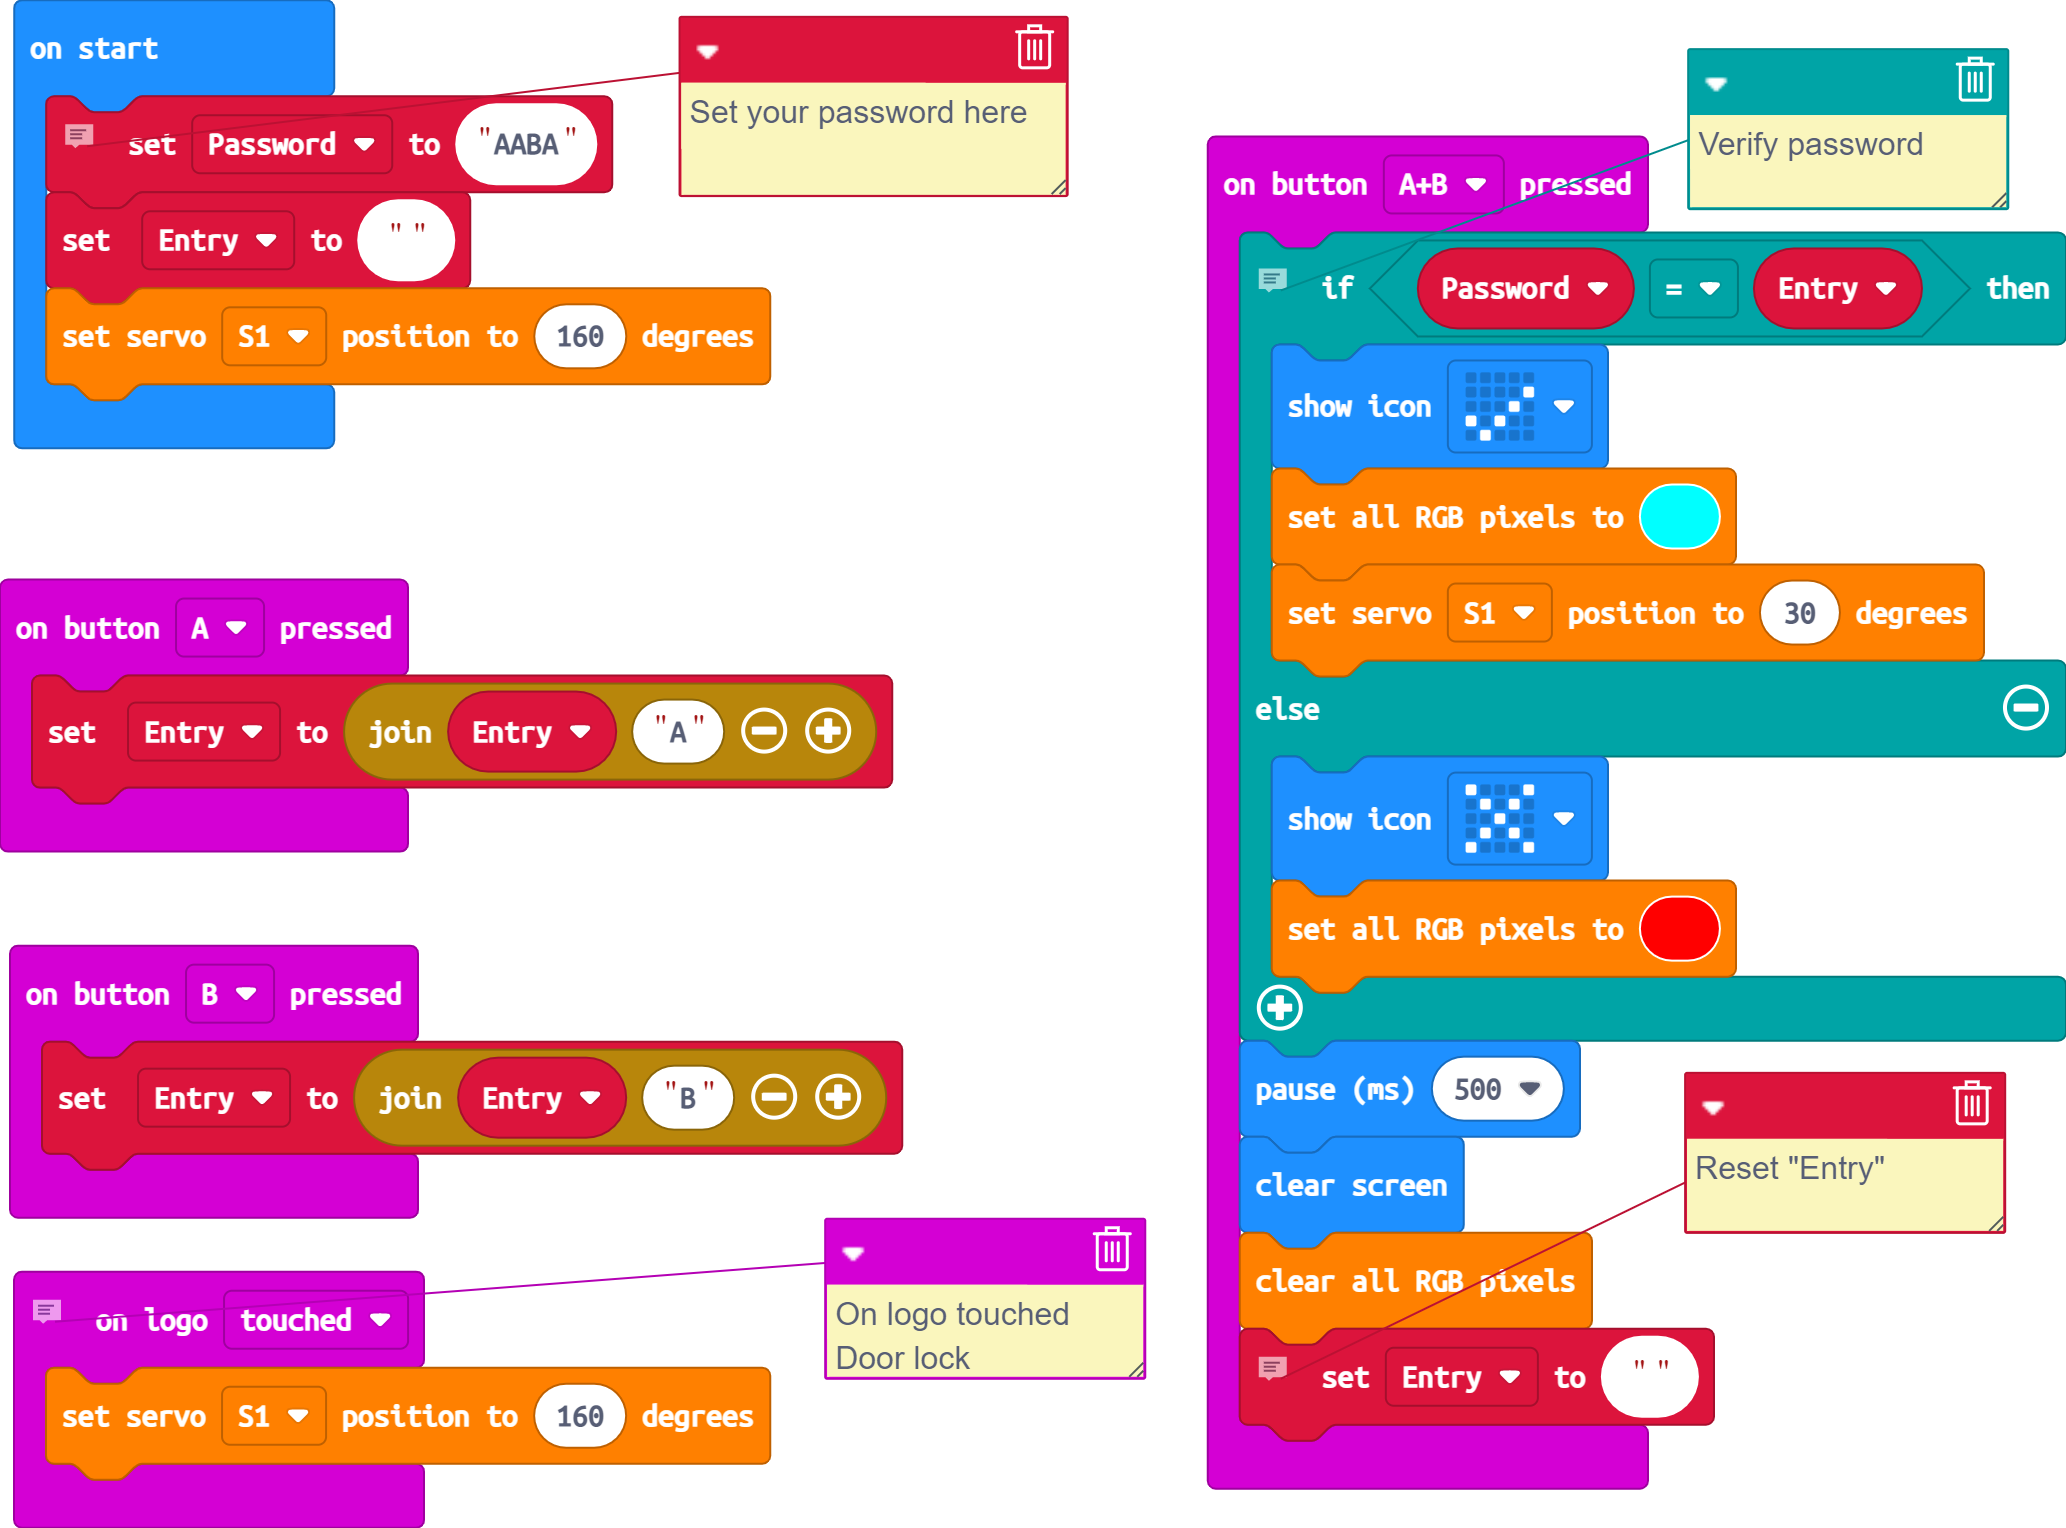 on start
set Password to "AABA"
set Entry to " "
set servo S1 position to 160 degrees
Set your password here
on button A pressed
set Entry to join Entry "A"
on button B pressed
set Entry to join Entry "B"
on logo touched
set servo S1 position to 160 degrees
On logo touched
Door lock
on button A+B pressed
Verify password
if Password = Entry then
show icon
set all RGB pixels to
set servo S1 position to 30 degrees
else
show icon
set all RGB pixels to
pause (ms) 500
clear screen
clear all RGB pixels
set Entry to " "
Reset "Entry"